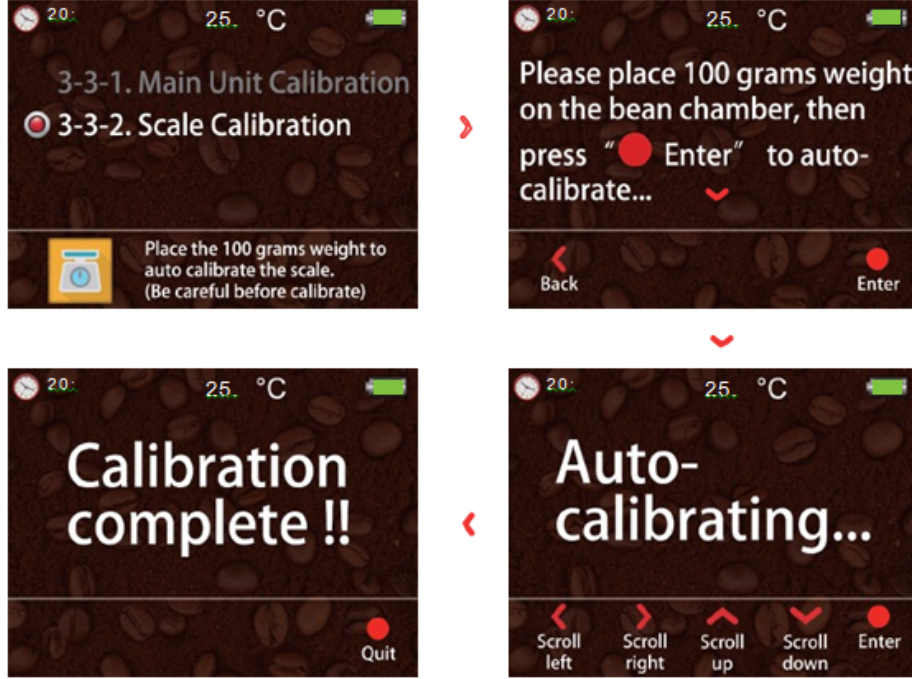 20:
25. °C
3-3-1. Main Unit Calibration
3-3-2. Scale Calibration
Place the 100 grams weight to
auto calibrate the scale.
(Be careful before calibrate)
20:
25. °C
Please place 100 grams weight
on the bean chamber, then
press “ Enter” to auto-
calibrate...
Back
Enter
20:
25. °C
Auto-
calibrating...
Scroll
left
Scroll
right
Scroll
up
Scroll
down
Enter
20:
25. °C
Calibration
complete !!
Quit